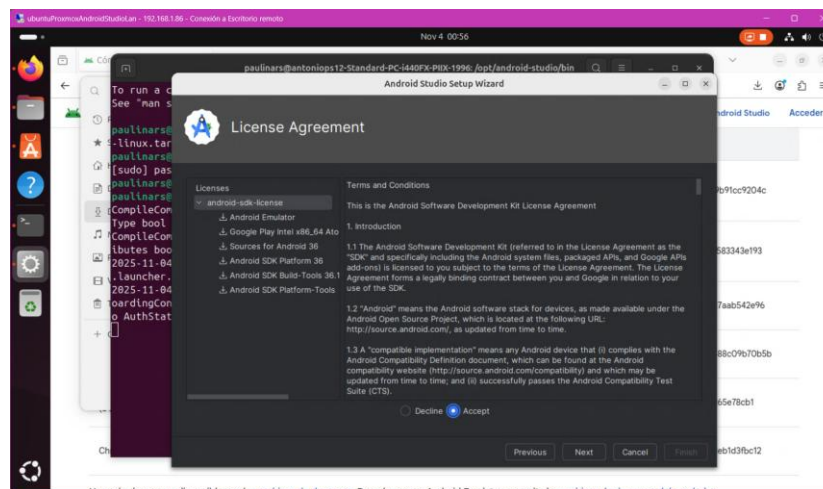 ubuntuProxmoxAndroidStudioLan - 192.168.1.86 - Conexión a Escritorio remoto
Nov 4 00:56
paulinars@antoniops12-Standard-PC-i440FX-PIIX-1996: /opt/android-studio/bin
To run a c
See "man s
paulinars@
-linux.tar
paulinars@
[sudo] pas
paulinars@
paulinars@
CompileCom
Type bool
CompileCom
ibutes boo
2025-11-04
.launcher.
2025-11-04
oardingCon
o AuthStat
Android Studio Setup Wizard
License Agreement
Licenses
android-sdk-license
Android Emulator
Google Play Intel x86_64 Ato
Sources for Android 36
Android SDK Platform 36
Android SDK Build-Tools 36.1
Android SDK Platform-Tools
Terms and Conditions
This is the Android Software Development Kit License Agreement
1. Introduction
1.1 The Android Software Development Kit (referred to in the License Agreement as the
"SDK" and specifically including the Android system files, packaged APIs, and Google APIs
add-ons) is licensed to you subject to the terms of the License Agreement. The License
Agreement forms a legally binding contract between you and Google in relation to your
use of the SDK.
1.2 "Android" means the Android software stack for devices, as made available under the
Android Open Source Project, which is located at the following URL:
http://source.android.com/, as updated from time to time.
1.3 A "compatible implementation" means any Android device that (i) complies with the
Android Compatibility Definition document, which can be found at the Android
compatibility website (http://source.android.com/compatibility) and which may be
updated from time to time; and (ii) successfully passes the Android Compatibility Test
Suite (CTS).
Decline Accept
Previous Next Cancel Finish
ndroid Studio Acceder
9b91cc9204c
583343e193
7aab542e96
88c09b70b5b
65e78cb1
eb1d3fbc12
Ch